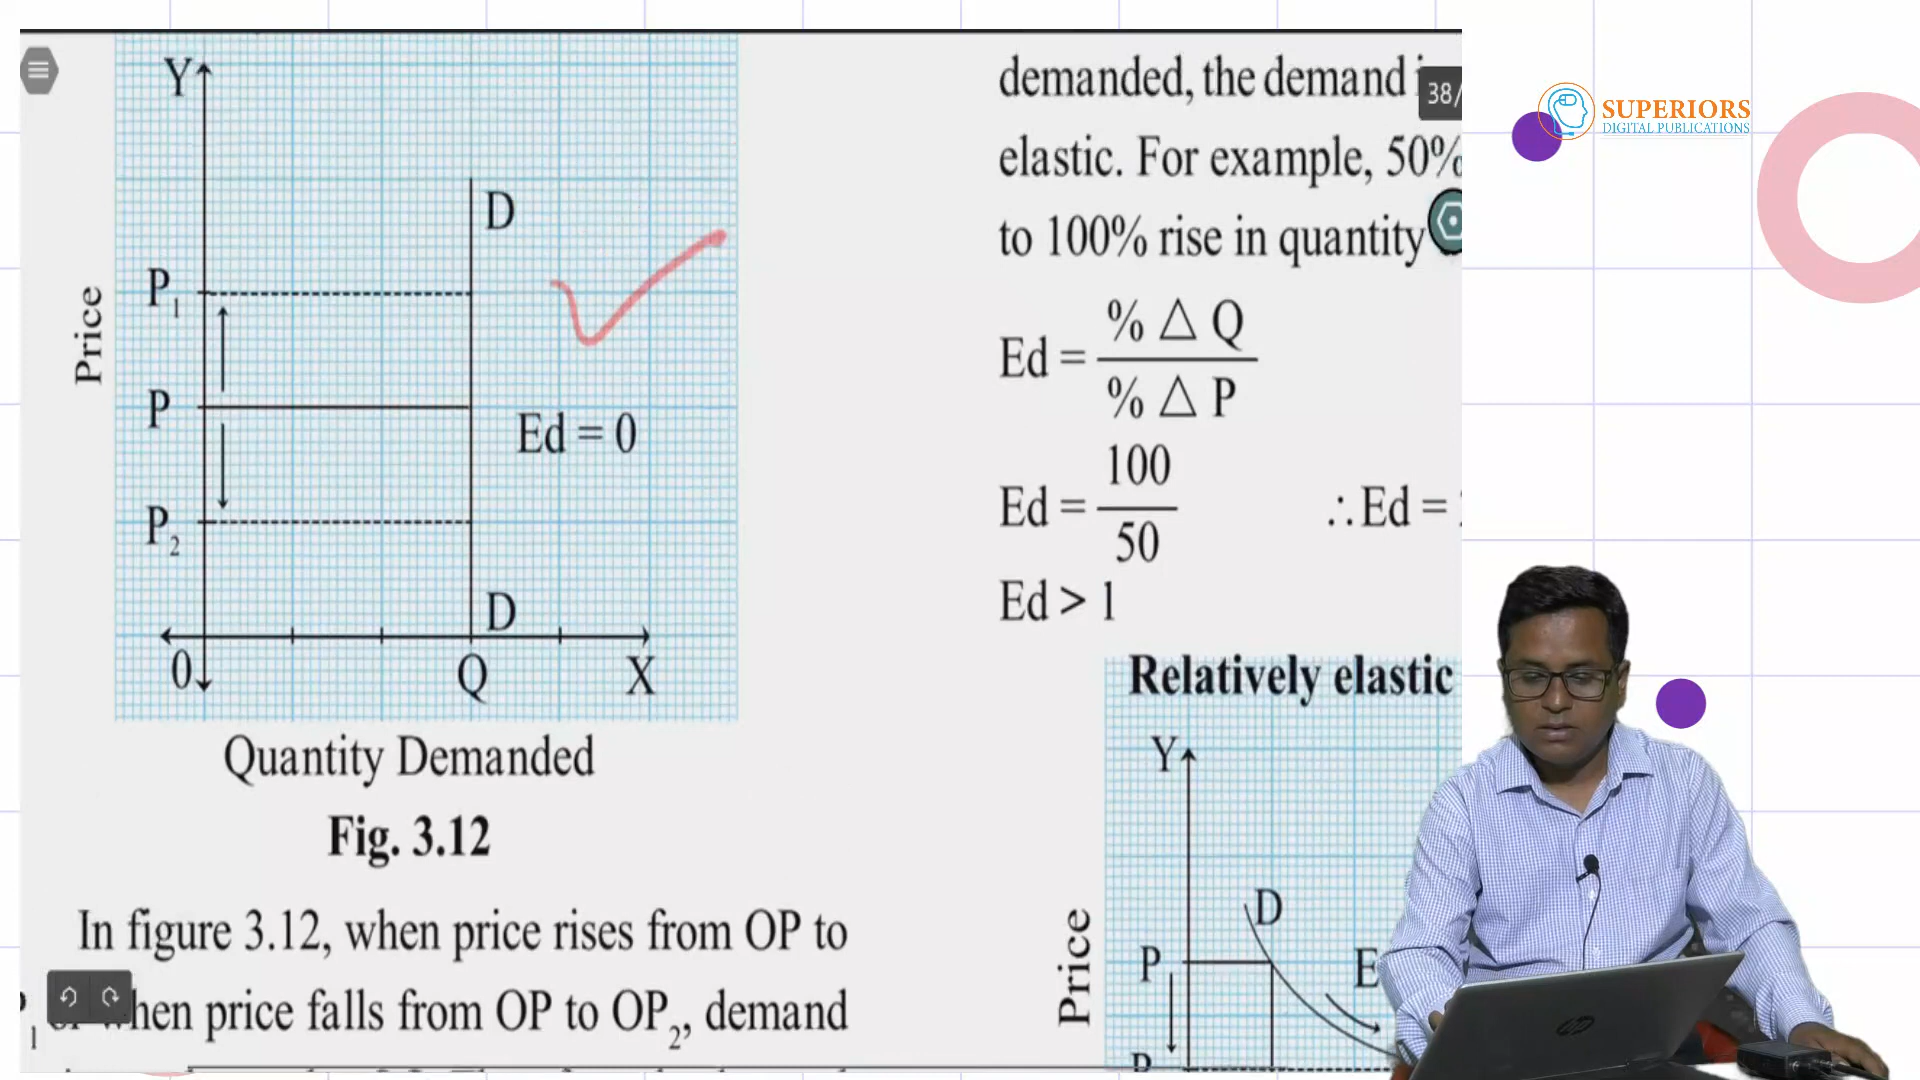 Y
D
P1
Price
P
Ed = 0
P2
D
0
Q
X
Quantity Demanded
Fig. 3.12
In figure 3.12, when price rises from OP to
when price falls from OP to OP2, demand
demanded, the demand
38/
elastic. For example, 50%
to 100% rise in quantity
Ed = % △ Q / % △ P
Ed = 100 / 50
∴ Ed =
Ed > 1
Relatively elastic
Y
D
P
E
Price
SUPERIORS
DIGITAL PUBLICATIONS
hp